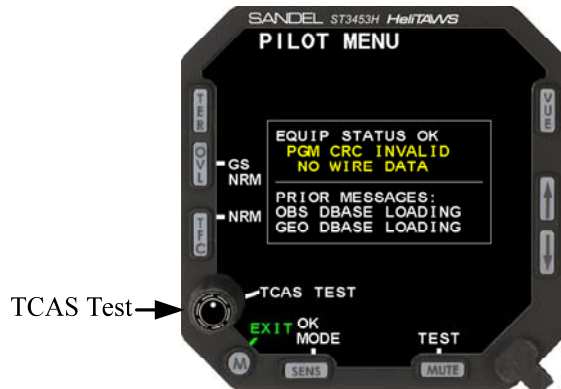 SANDEL ST3453H HeliTAWS
PILOT MENU
TER
VUE
EQUIP STATUS OK
PGM CRC INVALID
NO WIRE DATA
OVL
GS
NRM
PRIOR MESSAGES:
OBS DBASE LOADING
GEO DBASE LOADING
TFC
NRM
TCAS TEST
TCAS Test
EXIT
OK
MODE
TEST
M
SENS
MUTE